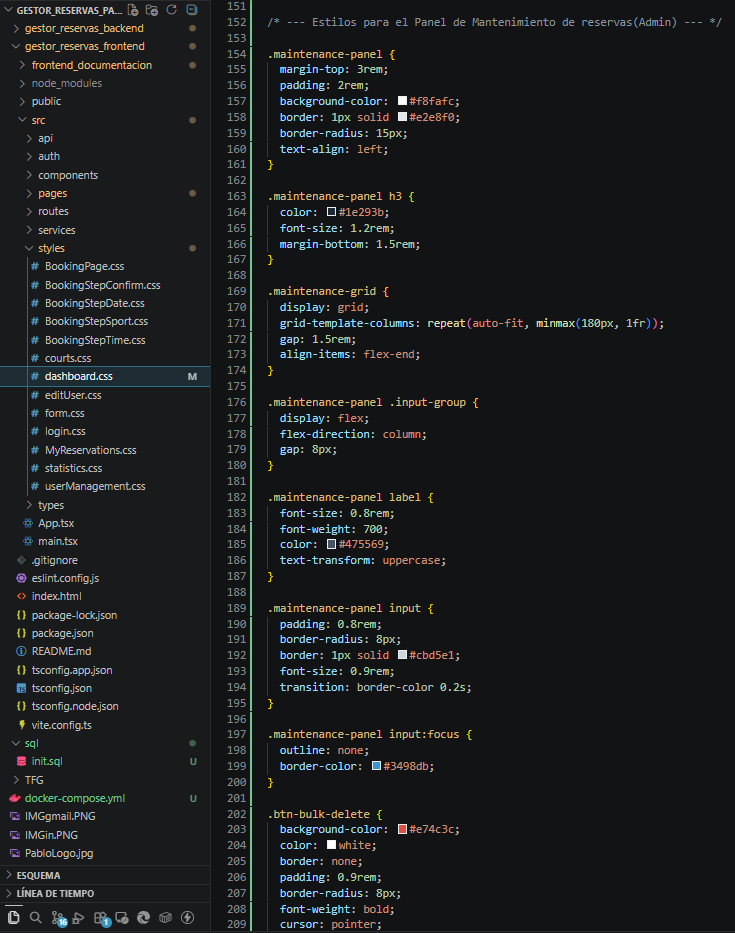 GESTOR_RESERVAS_PA...
gestor_reservas_backend
gestor_reservas_frontend
frontend_documentacion
node_modules
public
src
api
auth
components
pages
routes
services
styles
# BookingPage.css
# BookingStepConfirm.css
# BookingStepDate.css
# BookingStepSport.css
# BookingStepTime.css
# courts.css
# dashboard.css M
# editUser.css
# form.css
# login.css
# MyReservations.css
# statistics.css
# userManagement.css
types
App.tsx
main.tsx
.gitignore
eslint.config.js
<> index.html
{} package-lock.json
{} package.json
README.md
{} tsconfig.app.json
TS tsconfig.json
{} tsconfig.node.json
vite.config.ts
sql
init.sql U
TFG
docker-compose.yml U
IMGgmail.PNG
IMGin.PNG
PabloLogo.jpg
ESQUEMA
LÍNEA DE TIEMPO
16
1
151
152 /* --- Estilos para el Panel de Mantenimiento de reservas(Admin) --- */
153
154 .maintenance-panel {
155 margin-top: 3rem;
156 padding: 2rem;
157 background-color: #f8fafc;
158 border: 1px solid #e2e8f0;
159 border-radius: 15px;
160 text-align: left;
161 }
162
163 .maintenance-panel h3 {
164 color: #1e293b;
165 font-size: 1.2rem;
166 margin-bottom: 1.5rem;
167 }
168
169 .maintenance-grid {
170 display: grid;
171 grid-template-columns: repeat(auto-fit, minmax(180px, 1fr));
172 gap: 1.5rem;
173 align-items: flex-end;
174 }
175
176 .maintenance-panel .input-group {
177 display: flex;
178 flex-direction: column;
179 gap: 8px;
180 }
181
182 .maintenance-panel label {
183 font-size: 0.8rem;
184 font-weight: 700;
185 color: #475569;
186 text-transform: uppercase;
187 }
188
189 .maintenance-panel input {
190 padding: 0.8rem;
191 border-radius: 8px;
192 border: 1px solid #cbd5e1;
193 font-size: 0.9rem;
194 transition: border-color 0.2s;
195 }
196
197 .maintenance-panel input:focus {
198 outline: none;
199 border-color: #3498db;
200 }
201
202 .btn-bulk-delete {
203 background-color: #e74c3c;
204 color: white;
205 border: none;
206 padding: 0.9rem;
207 border-radius: 8px;
208 font-weight: bold;
209 cursor: pointer;